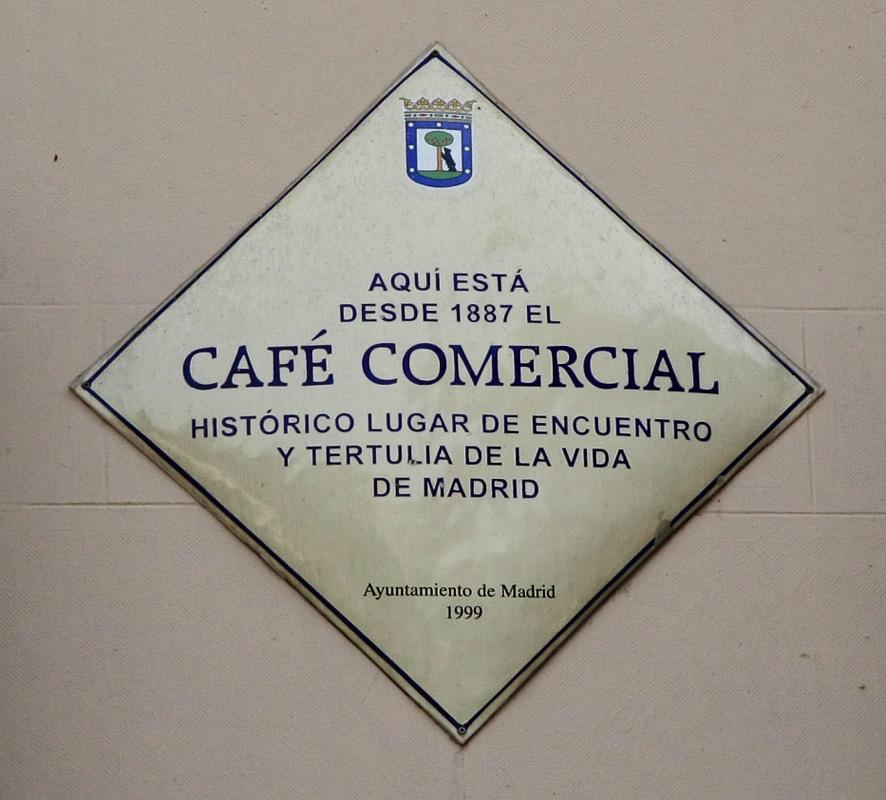 AQUÍ ESTÁ
DESDE 1887 EL
CAFÉ COMERCIAL
HISTÓRICO LUGAR DE ENCUENTRO
Y TERTULIA DE LA VIDA
DE MADRID
Ayuntamiento de Madrid
1999